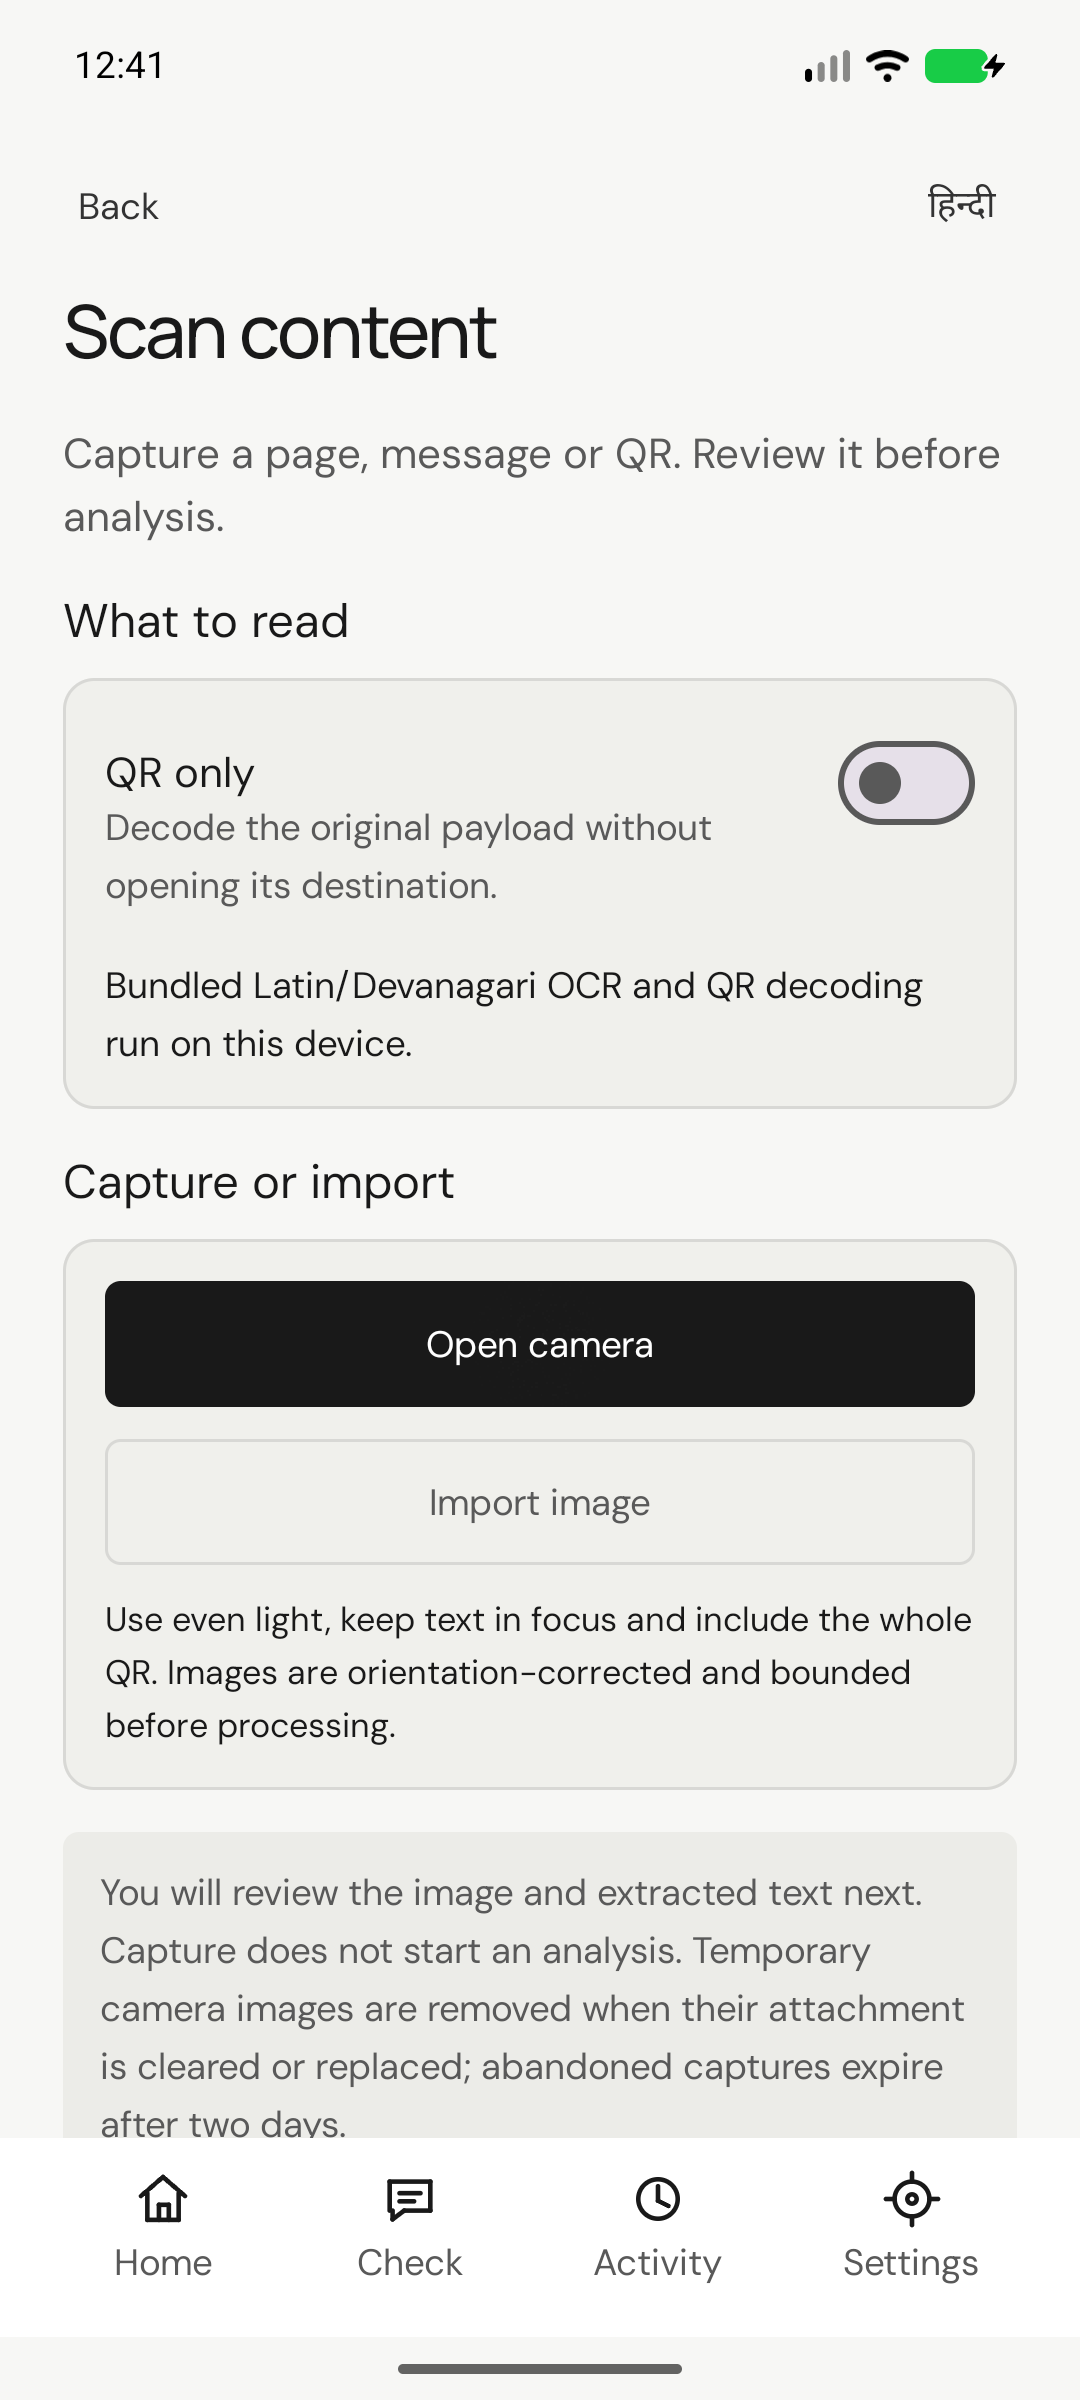 12:41
Back
हिन्दी
Scan content
Capture a page, message or QR. Review it before
analysis.
What to read
QR only
Decode the original payload without
opening its destination.
Bundled Latin/Devanagari OCR and QR decoding
run on this device.
Capture or import
Open camera
Import image
Use even light, keep text in focus and include the whole
QR. Images are orientation-corrected and bounded
before processing.
You will review the image and extracted text next.
Capture does not start an analysis. Temporary
camera images are removed when their attachment
is cleared or replaced; abandoned captures expire
after two days.
Home
Check
Activity
Settings